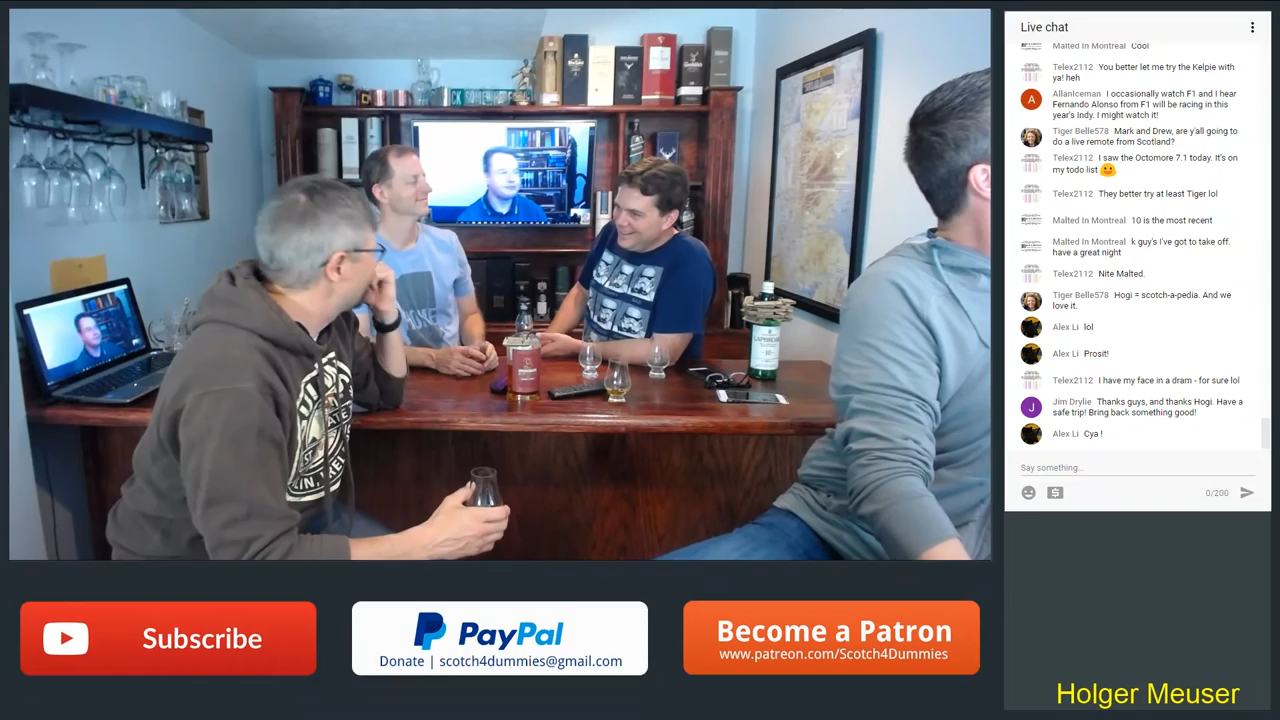 Live chat
Malted In Montreal Cool
Telex2112 You better let me try the Kelpie with
ya! heh
AllanIceman I occasionally watch F1 and I hear
Fernando Alonso from F1 will be racing in this
year's Indy. I might watch it!
Tiger Belle578 Mark and Drew, are y'all going to
do a live remote from Scotland?
Telex2112 I saw the Octomore 7.1 today. It's on
my todo list
Telex2112 They better try at least Tiger lol
Malted In Montreal 10 is the most recent
Malted In Montreal k guy's I've got to take off.
have a great night
Telex2112 Nite Malted.
Tiger Belle578 Hogi = scotch-a-pedia. And we
love it.
Alex Li lol
Alex Li Prosit!
Telex2112 I have my face in a dram - for sure lol
Jim Drylie Thanks guys, and thanks Hogi. Have a
safe trip! Bring back something good!
Alex Li Cya !
Say something...
0/200
A
J
LAPHROAIG
10
Subscribe
PayPal
Donate | scotch4dummies@gmail.com
Become a Patron
www.patreon.com/Scotch4Dummies
Holger Meuser